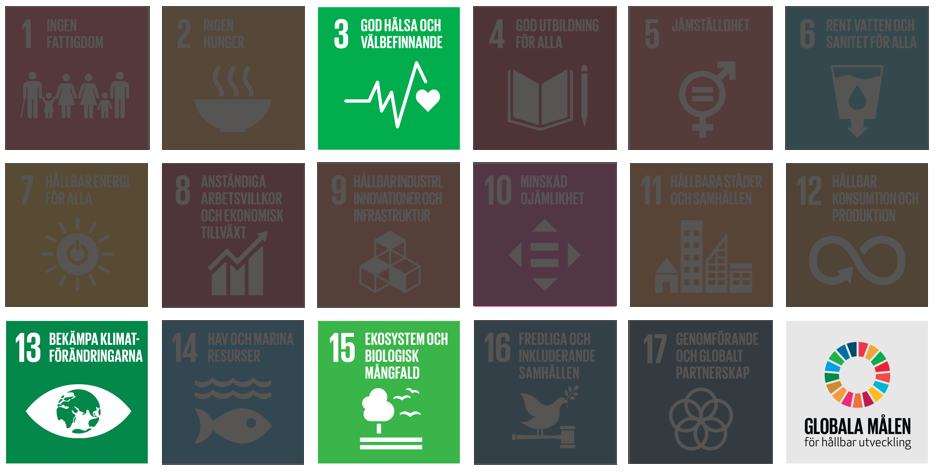 1 INGEN
FATTIGDOM
2 INGEN
HUNGER
3 GOD HÄLSA OCH
VÄLBEFINNANDE
4 GOD UTBILDNING
FÖR ALLA
5 JÄMSTÄLLDHET
6 RENT VATTEN OCH
SANITET FÖR ALLA
7 HÅLLBAR ENERGI
FÖR ALLA
8 ANSTÄNDIGA
ARBETSVILLKOR
OCH EKONOMISK
TILLVÄXT
9 HÅLLBAR INDUSTRI,
INNOVATIONER OCH
INFRASTRUKTUR
10 MINSKAD
OJÄMLIKHET
11 HÅLLBARA STÄDER
OCH SAMHÄLLEN
12 HÅLLBAR
KONSUMTION OCH
PRODUKTION
13 BEKÄMPA KLIMAT-
FÖRÄNDRINGARNA
14 HAV OCH MARINA
RESURSER
15 EKOSYSTEM OCH
BIOLOGISK
MÅNGFALD
16 FREDLIGA OCH
INKLUDERANDE
SAMHÄLLEN
17 GENOMFÖRANDE
OCH GLOBALT
PARTNERSKAP
GLOBALA MÅLEN
för hållbar utveckling